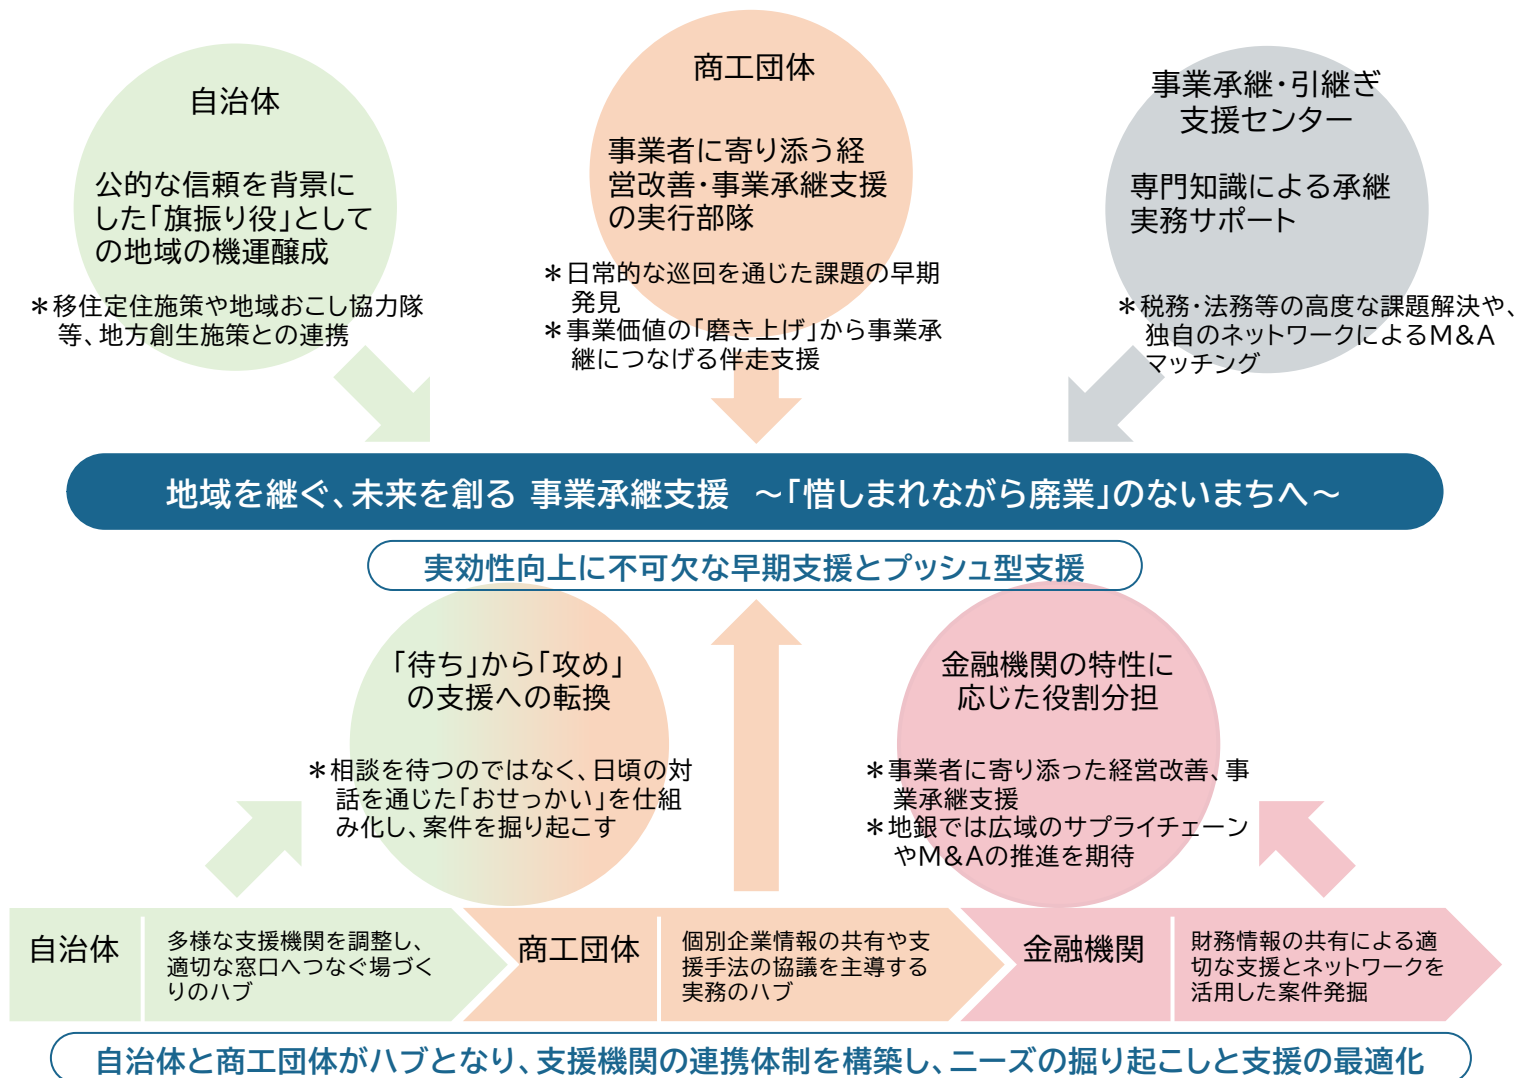 自治体
公的な信頼を背景に
した「旗振り役」として
の地域の機運醸成
＊移住定住施策や地域おこし協力隊
等、地方創生施策との連携
商工団体
事業者に寄り添う経
営改善・事業承継支援
の実行部隊
＊日常的な巡回を通じた課題の早期
発見
＊事業価値の「磨き上げ」から事業承
継につなげる伴走支援
事業承継・引継ぎ
支援センター
専門知識による承継
実務サポート
＊税務・法務等の高度な課題解決や、
独自のネットワークによるM&A
マッチング
地域を継ぐ、未来を創る 事業承継支援　～「惜しまれながら廃業」のないまちへ～
実効性向上に不可欠な早期支援とプッシュ型支援
「待ち」から「攻め」
の支援への転換
＊相談を待つのではなく、日頃の対
話を通じた「おせっかい」を仕組
み化し、案件を掘り起こす
金融機関の特性に
応じた役割分担
＊事業者に寄り添った経営改善、事
業承継支援
＊地銀では広域のサプライチェーン
やM&Aの推進を期待
自治体
多様な支援機関を調整し、
適切な窓口へつなぐ場づく
りのハブ
商工団体
個別企業情報の共有や支
援手法の協議を主導する
実務のハブ
金融機関
財務情報の共有による適
切な支援とネットワークを
活用した案件発掘
自治体と商工団体がハブとなり、支援機関の連携体制を構築し、ニーズの掘り起こしと支援の最適化